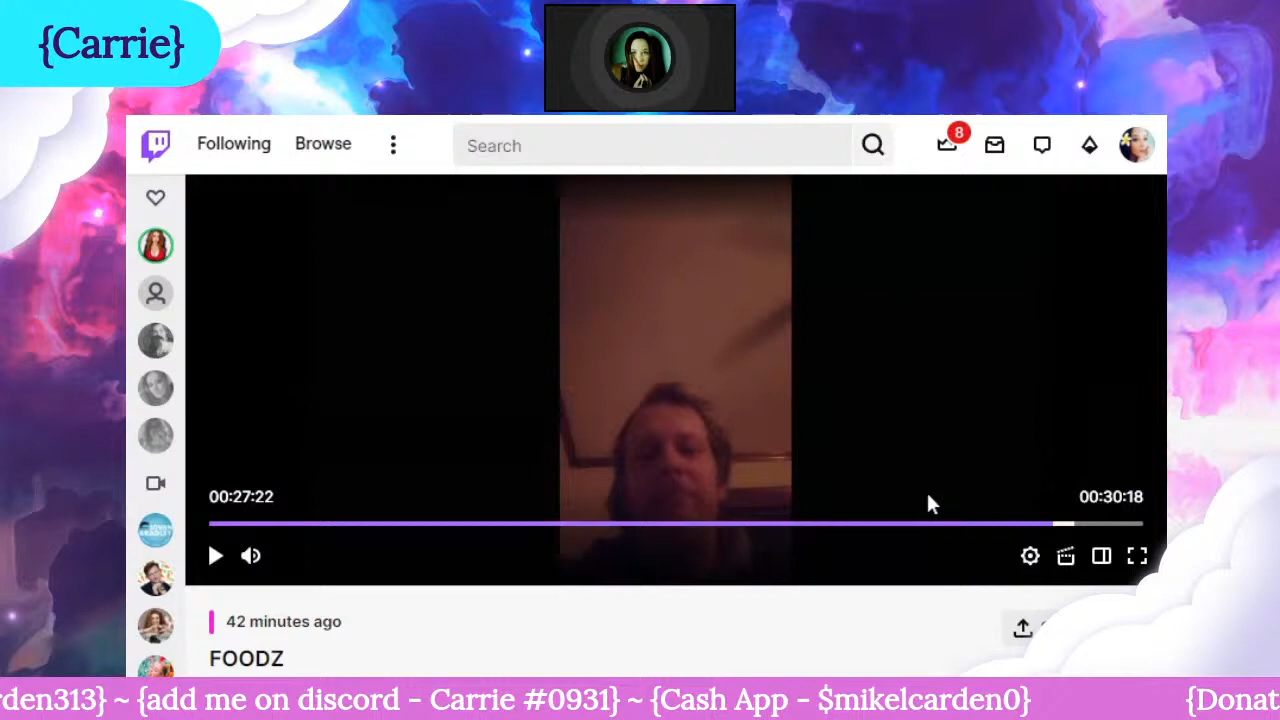 {Carrie}
Following Browse Search 8
00:27:22 00:30:18
42 minutes ago
FOODZ
rden313} ~ {add me on discord - Carrie #0931} ~ {Cash App - $mikelcarden0} {Donat